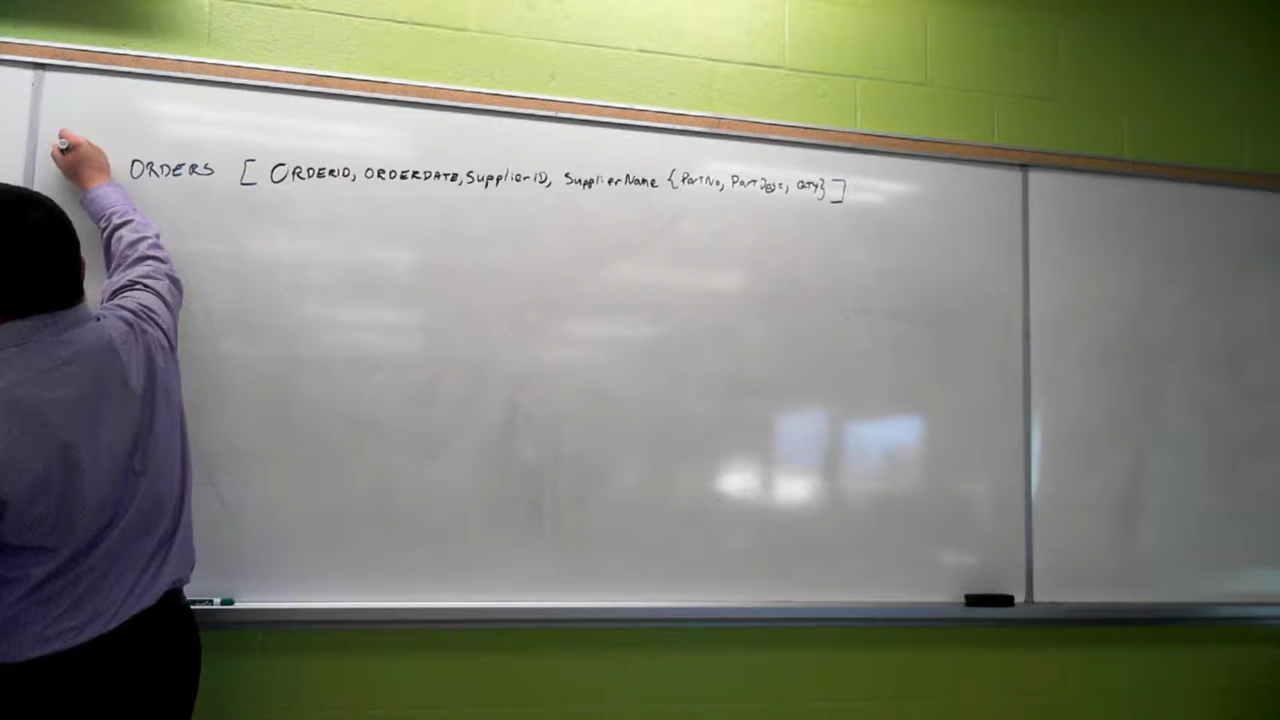 ORDERS [ ORDERID, ORDERDATE, SupplierID, SupplierName {PartNo, PartDesc, QTY} ]